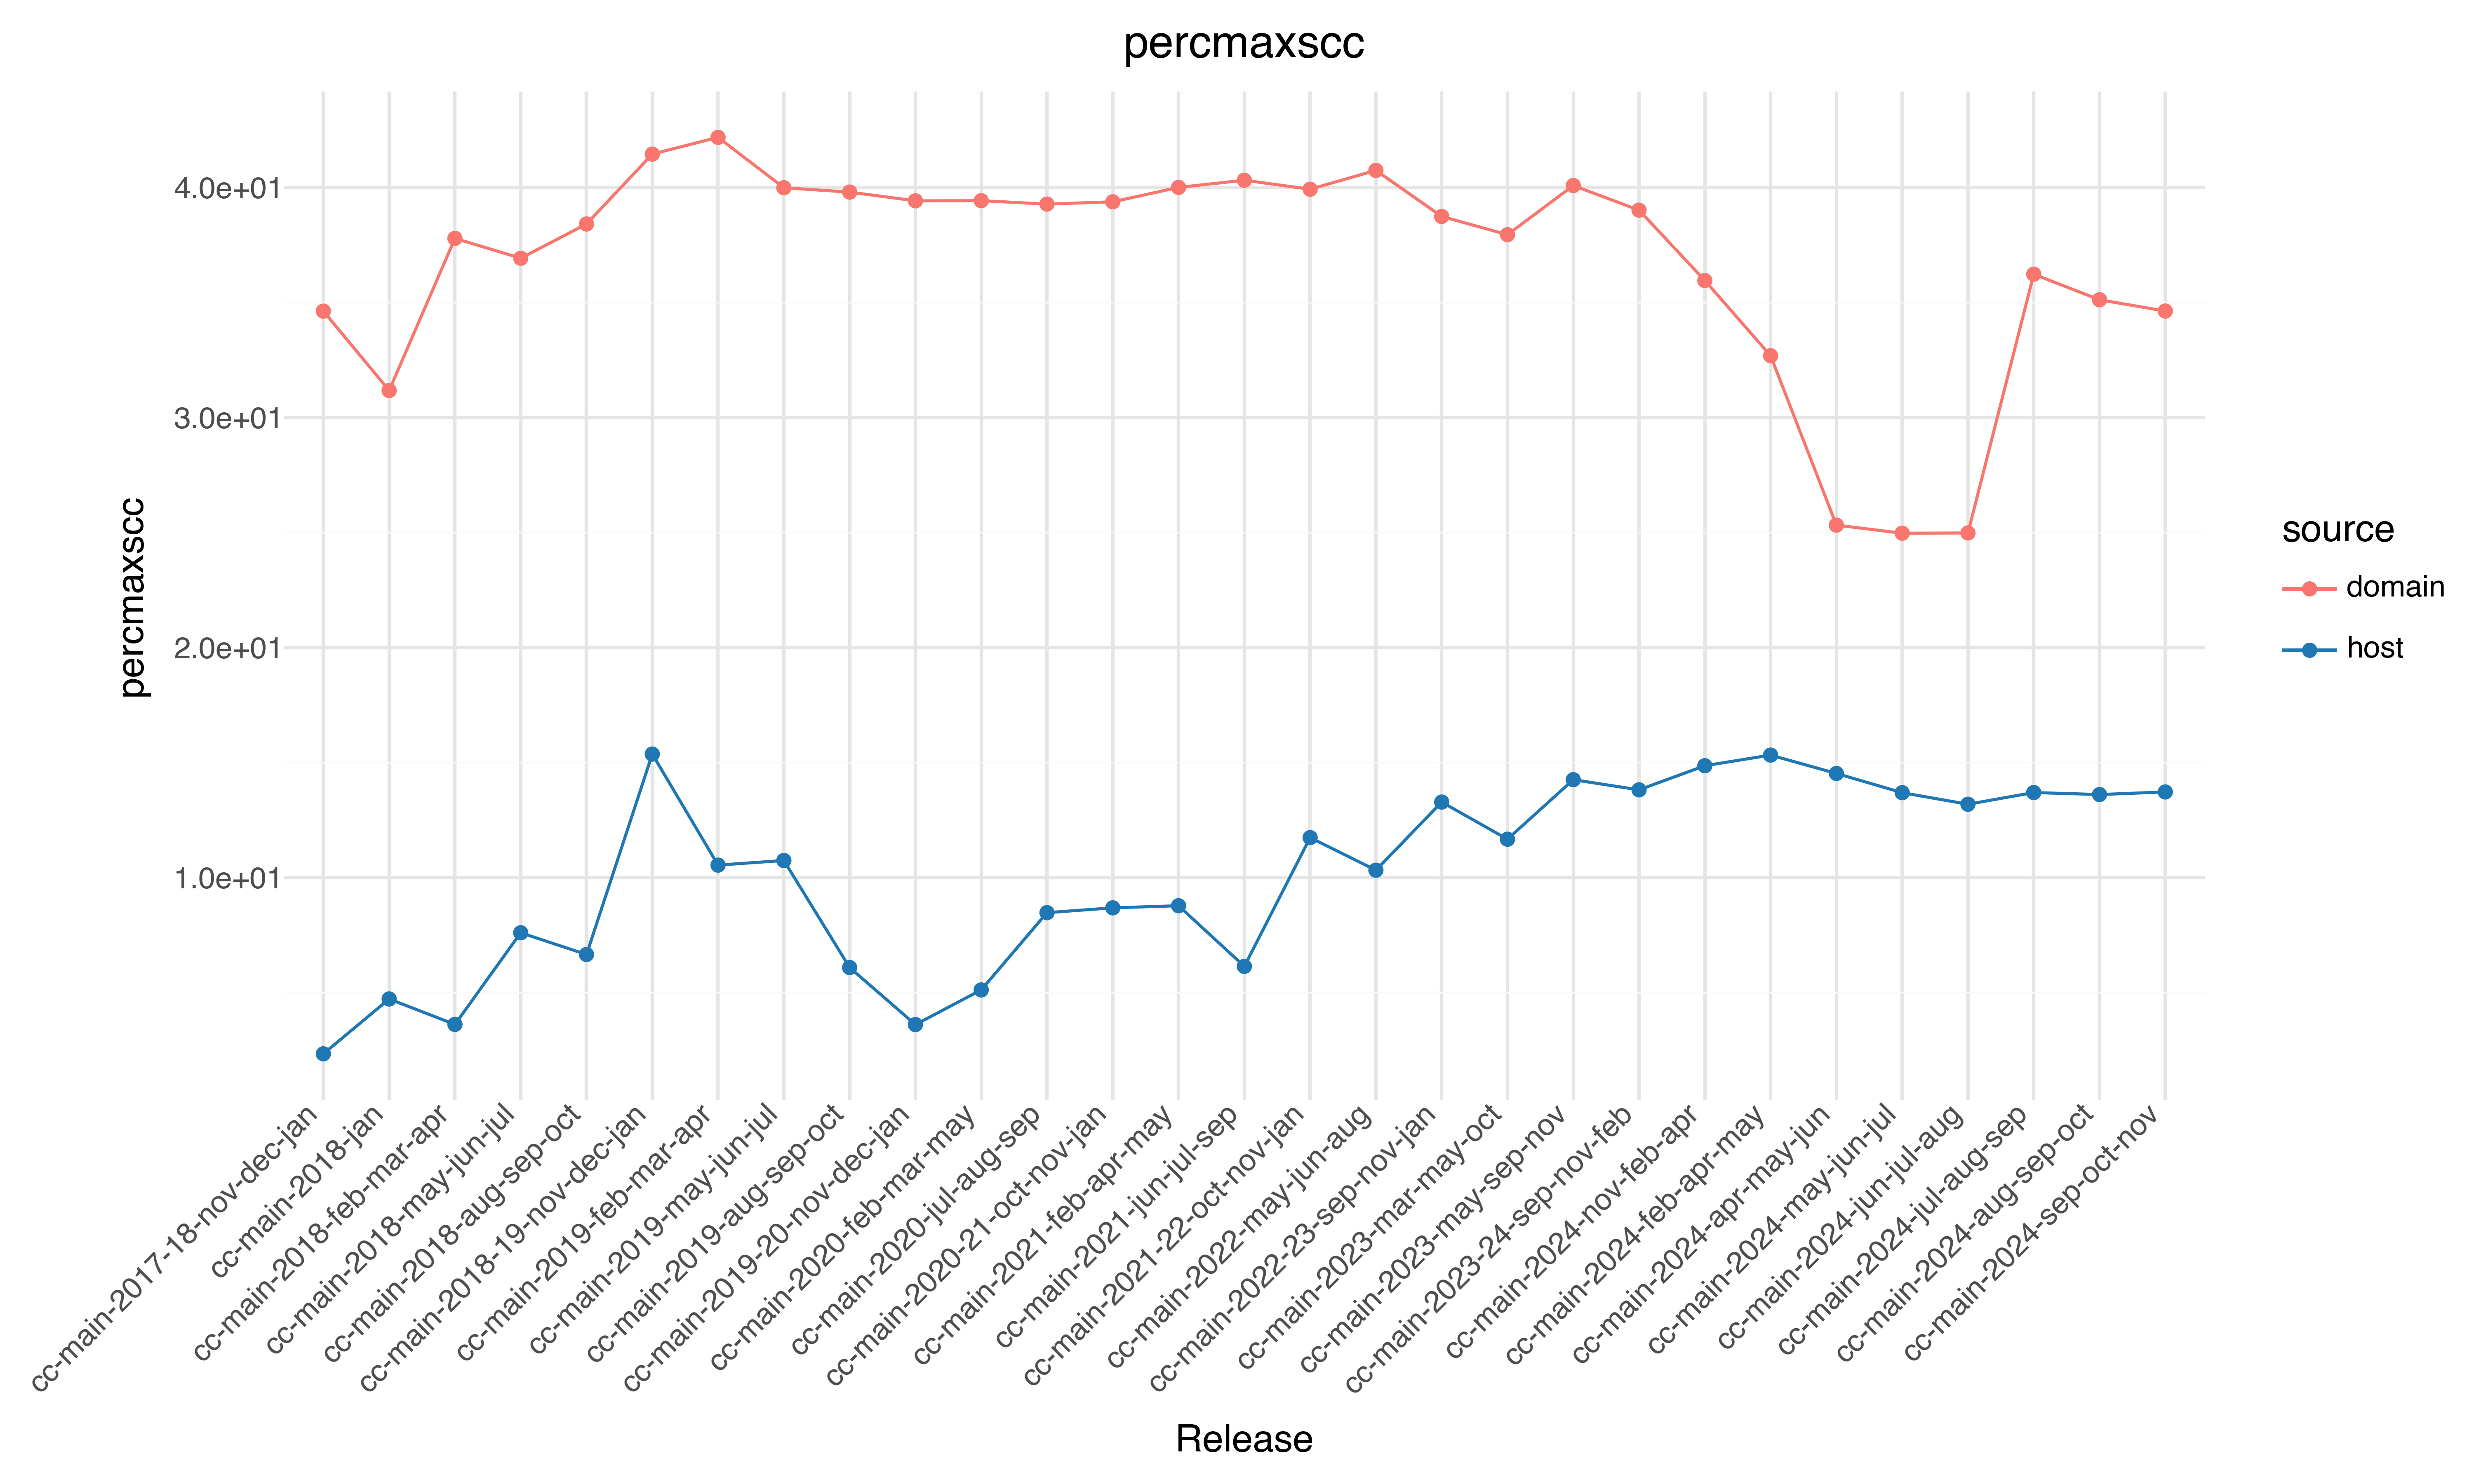 percmaxscc
percmaxscc
4.0e+01
3.0e+01
2.0e+01
1.0e+01
cc-main-2017-18-nov-dec-jan
cc-main-2018-jan
cc-main-2018-feb-mar-apr
cc-main-2018-may-jun-jul
cc-main-2018-aug-sep-oct
cc-main-2018-19-nov-dec-jan
cc-main-2019-feb-mar-apr
cc-main-2019-may-jun-jul
cc-main-2019-aug-sep-oct
cc-main-2019-20-nov-dec-jan
cc-main-2020-feb-mar-may
cc-main-2020-jul-aug-sep
cc-main-2020-21-oct-nov-jan
cc-main-2021-feb-apr-may
cc-main-2021-jun-jul-sep
cc-main-2021-22-oct-nov-jan
cc-main-2022-may-jun-aug
cc-main-2022-23-sep-nov-jan
cc-main-2023-mar-may-oct
cc-main-2023-may-sep-nov
cc-main-2023-24-sep-nov-feb
cc-main-2024-nov-feb-apr
cc-main-2024-feb-apr-may
cc-main-2024-apr-may-jun
cc-main-2024-may-jun-jul
cc-main-2024-jun-jul-aug
cc-main-2024-jul-aug-sep
cc-main-2024-aug-sep-oct
cc-main-2024-sep-oct-nov
Release
source
domain
host